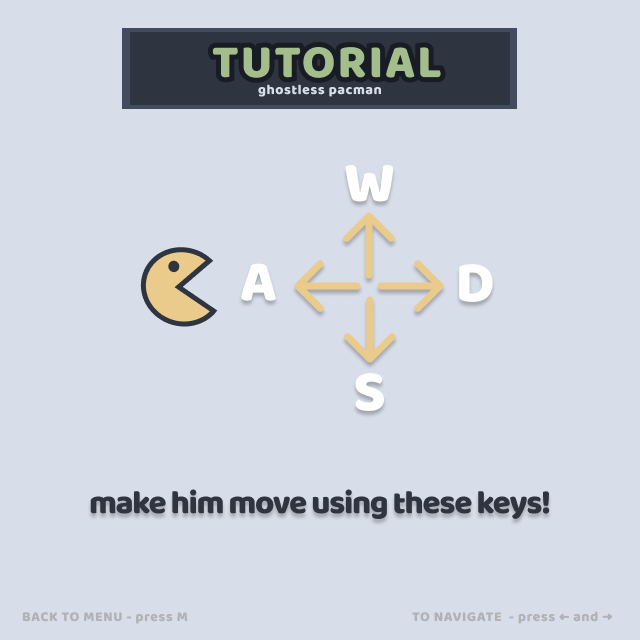 TUTORIAL
ghostless pacman
W
A D
S
make him move using these keys!
BACK TO MENU - press M
TO NAVIGATE - press ← and →